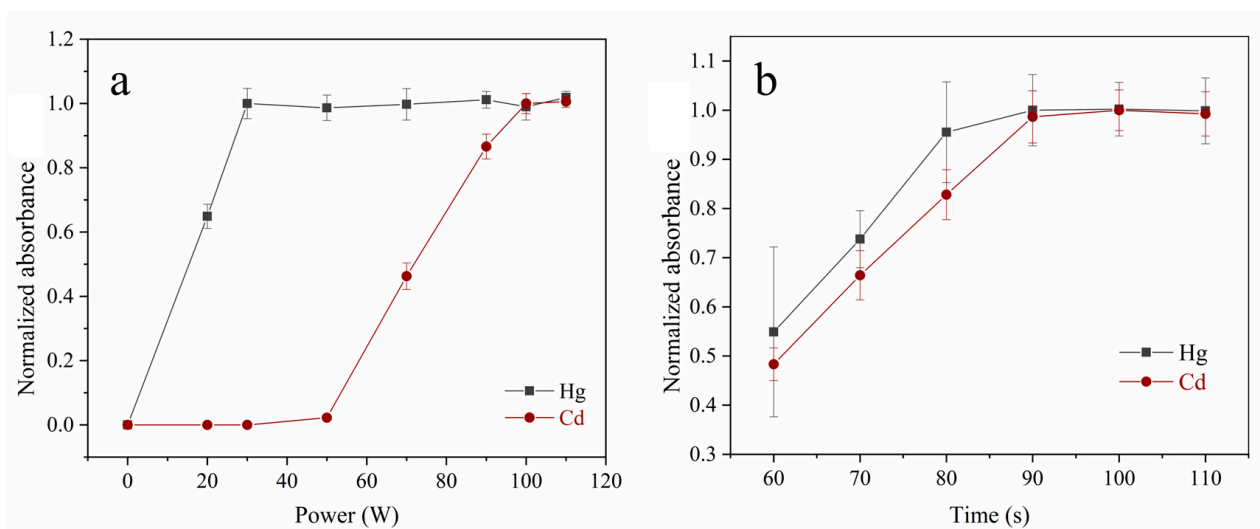 a
Normalized absorbance
1.2
1.0
0.8
0.6
0.4
0.2
0.0
0 20 40 60 80 100 120
Power (W)
Hg
Cd
b
Normalized absorbance
1.1
1.0
0.9
0.8
0.7
0.6
0.5
0.4
0.3
60 70 80 90 100 110
Time (s)
Hg
Cd